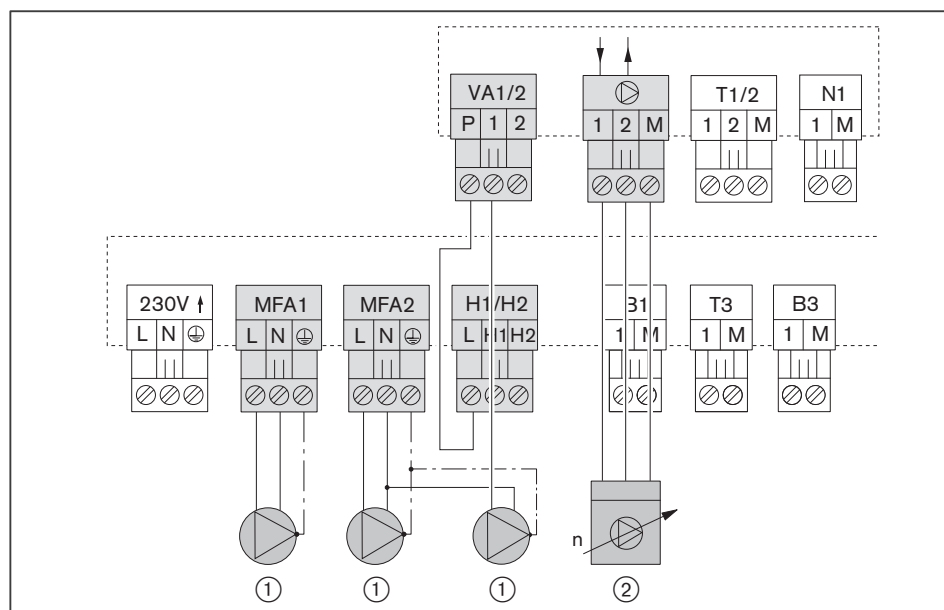 VA1/2
P 1 2
1 2 M
T1/2
1 2 M
N1
1 M
230V
L N
MFA1
L N
MFA2
L N
H1/H2
L H1 H2
B1
1 M
T3
1 M
B3
1 M
n
① ① ① ②